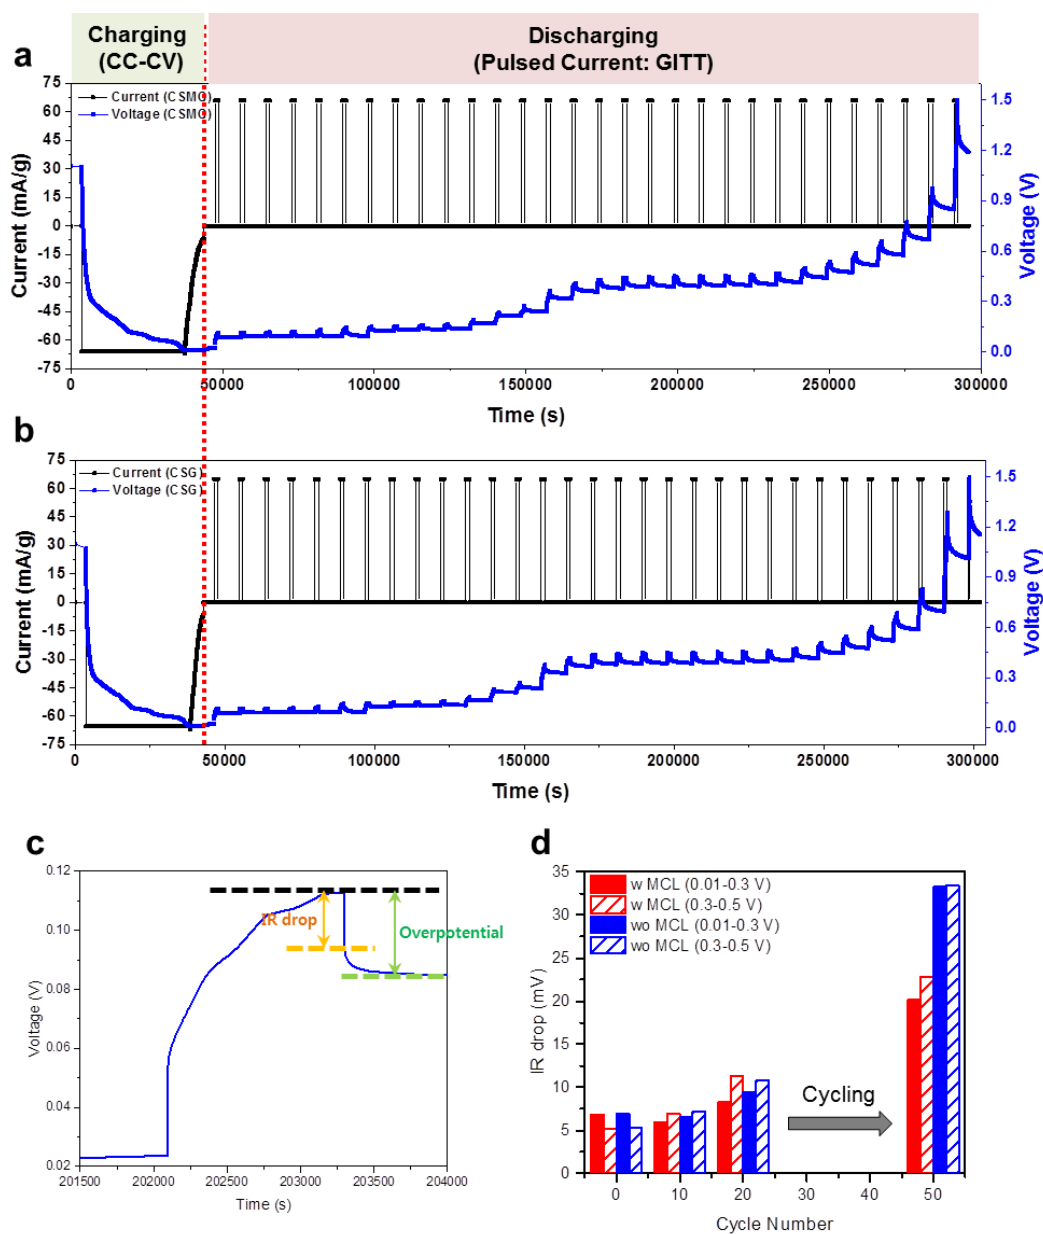 Charging
(CC-CV)
Discharging
(Pulsed Current: GITT)
a
Current (CSMG)
Voltage (CSMG)
75
60
45
30
15
0
-15
-30
-45
-60
-75
Current (mA/g)
1.5
1.2
0.9
0.6
0.3
0.0
Voltage (V)
0 50000 100000 150000 200000 250000 300000
Time (s)
b
Current (CSG)
Voltage (CSG)
75
60
45
30
15
0
-15
-30
-45
-60
-75
Current (mA/g)
1.5
1.2
0.9
0.6
0.3
0.0
Voltage (V)
0 50000 100000 150000 200000 250000 300000
Time (s)
c
0.12
0.10
0.08
0.06
0.04
0.02
Voltage (V)
IR drop
Overpotential
201500 202000 202500 203000 203500 204000
Time (s)
d
35
30
25
20
15
10
5
0
IR drop (mV)
w MCL (0.01-0.3 V)
w MCL (0.3-0.5 V)
wo MCL (0.01-0.3 V)
wo MCL (0.3-0.5 V)
Cycling
0 10 20 30 40 50
Cycle Number